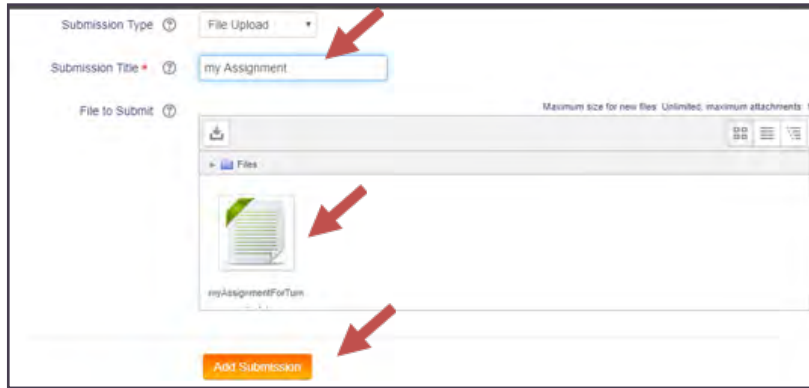 Submission Type File Upload
Submission Title * my Assignment
File to Submit
Maximum size for new files: Unlimited, maximum attachments:
Files
myAssignmentForTurn
Add Submission